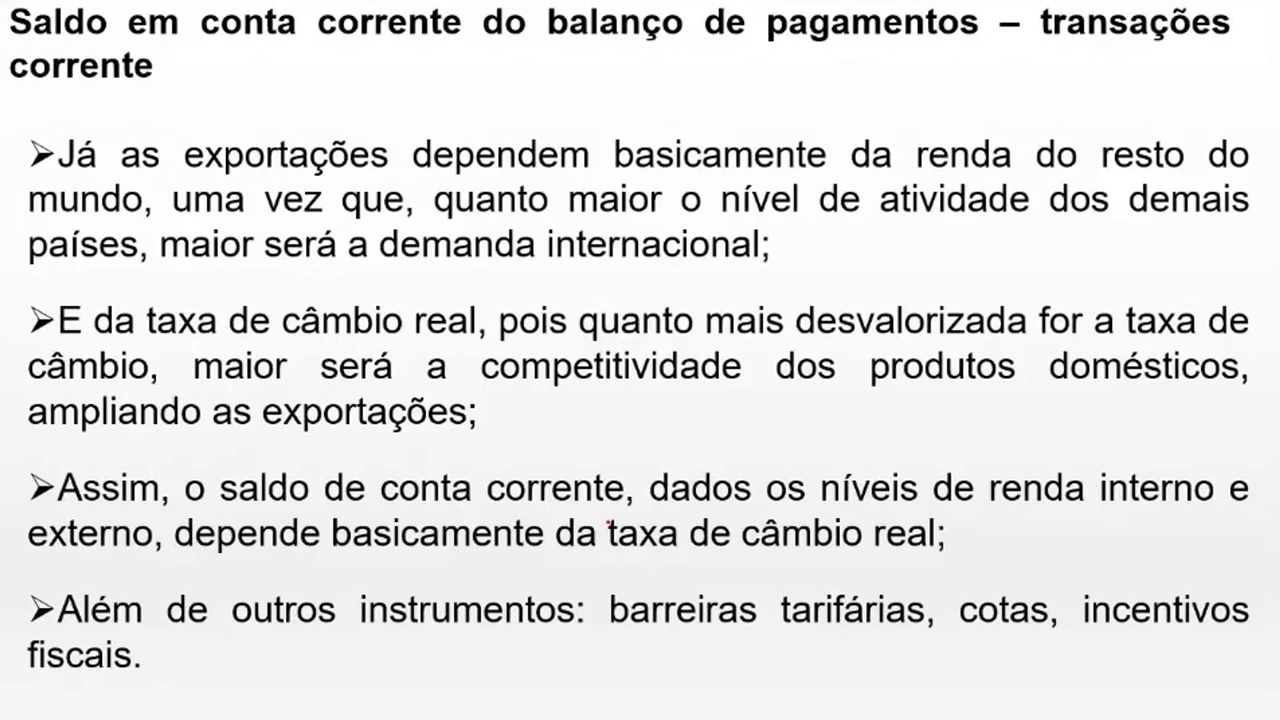 Saldo em conta corrente do balanço de pagamentos – transações
corrente
➢Já as exportações dependem basicamente da renda do resto do
mundo, uma vez que, quanto maior o nível de atividade dos demais
países, maior será a demanda internacional;
➢E da taxa de câmbio real, pois quanto mais desvalorizada for a taxa de
câmbio, maior será a competitividade dos produtos domésticos,
ampliando as exportações;
➢Assim, o saldo de conta corrente, dados os níveis de renda interno e
externo, depende basicamente da taxa de câmbio real;
➢Além de outros instrumentos: barreiras tarifárias, cotas, incentivos
fiscais.